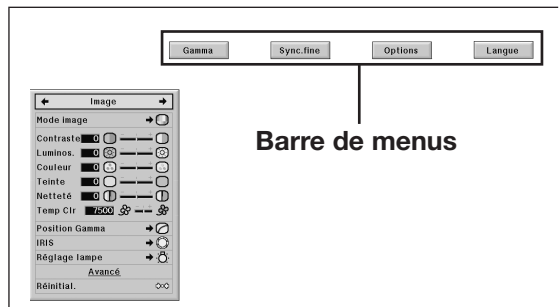 Gamma Sync.fine Options Langue
Barre de menus
Image
Mode image
Contraste 0
Luminos. 0
Couleur 0
Teinte 0
Netteté 0
Temp Clr 7500
Position Gamma
IRIS
Réglage lampe
Avancé
Réinitial.